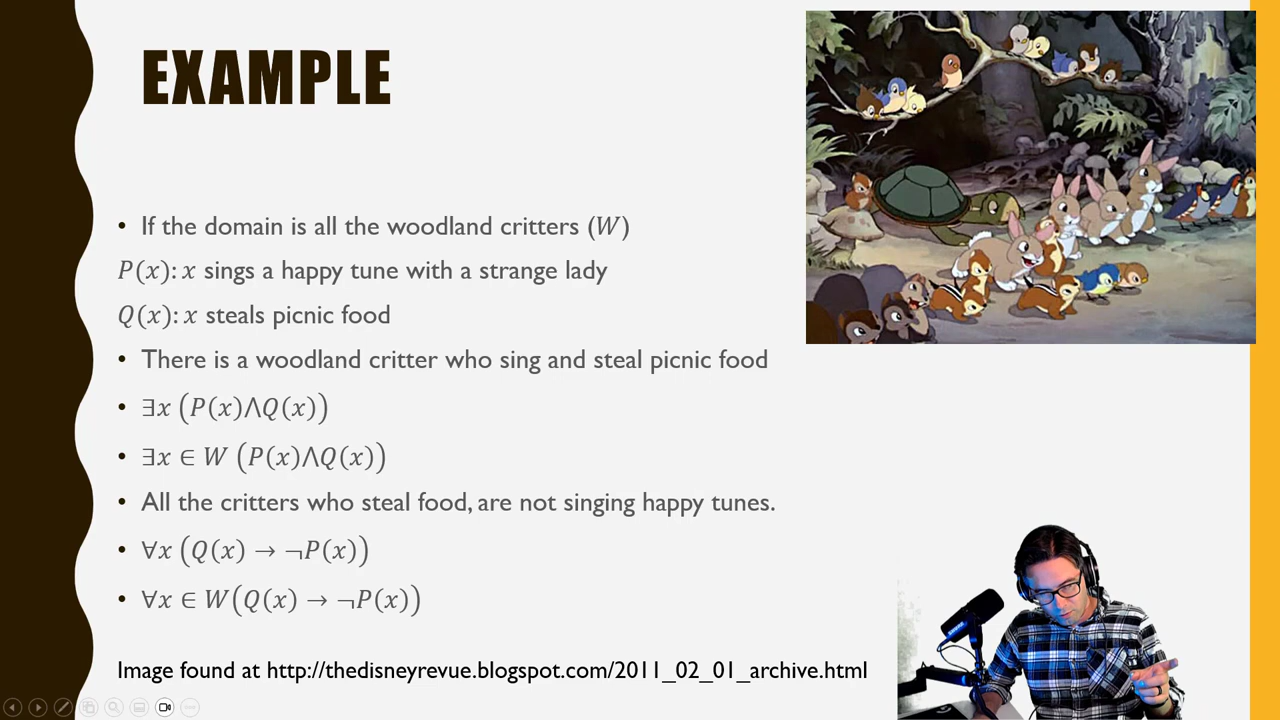 EXAMPLE
• If the domain is all the woodland critters (𝑊)
𝑃(𝑥): 𝑥 sings a happy tune with a strange lady
𝑄(𝑥): 𝑥 steals picnic food
• There is a woodland critter who sing and steal picnic food
• ∃𝑥 (𝑃(𝑥)⋀𝑄(𝑥))
• ∃𝑥 ∈ 𝑊 (𝑃(𝑥)⋀𝑄(𝑥))
• All the critters who steal food, are not singing happy tunes.
• ∀𝑥 (𝑄(𝑥) → ¬𝑃(𝑥))
• ∀𝑥 ∈ 𝑊(𝑄(𝑥) → ¬𝑃(𝑥))
Image found at http://thedisneyrevue.blogspot.com/2011_02_01_archive.html